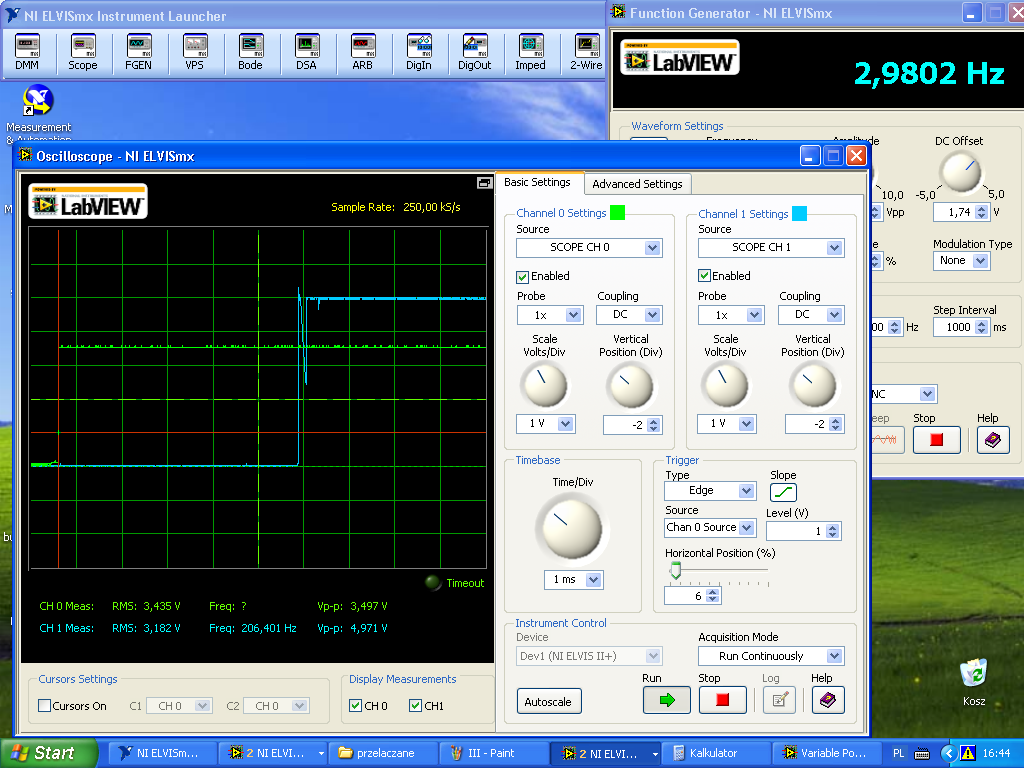 NI ELVISmx Instrument Launcher
DMM Scope FGEN VPS Bode DSA ARB DigIn DigOut Imped 2-Wire
Measurement
Function Generator - NI ELVISmx
POWERED BY
LabVIEW
2,9802 Hz
Waveform Settings
DC Offset
10,0 -5,0 5,0
Vpp 1,74 V
Modulation Type
% None
Step Interval
Hz 1000 ms
Stop Help
Oscilloscope - NI ELVISmx
POWERED BY
LabVIEW
Sample Rate: 250,00 kS/s
Timeout
CH 0 Meas: RMS: 3,435 V Freq: ? Vp-p: 3,497 V
CH 1 Meas: RMS: 3,182 V Freq: 206,401 Hz Vp-p: 4,971 V
Cursors Settings
Cursors On C1 CH 0 C2 CH 0
Display Measurements
CH 0 CH1
Basic Settings Advanced Settings
Channel 0 Settings
Source
SCOPE CH 0
Enabled
Probe Coupling
1x DC
Scale Vertical
Volts/Div Position (Div)
1 V -2
Channel 1 Settings
Source
SCOPE CH 1
Enabled
Probe Coupling
1x DC
Scale Vertical
Volts/Div Position (Div)
1 V -2
Timebase
Time/Div
1 ms
Trigger
Type Slope
Edge
Source Level (V)
Chan 0 Source 1
Horizontal Position (%)
6
Instrument Control
Device
Dev1 (NI ELVIS II+)
Acquisition Mode
Run Continuously
Run Stop Log Help
Autoscale
Kosz
Start NI ELVISm... 2 NI ELVI... przelaczane III - Paint 2 NI ELVI... Kalkulator Variable Po... PL 16:44